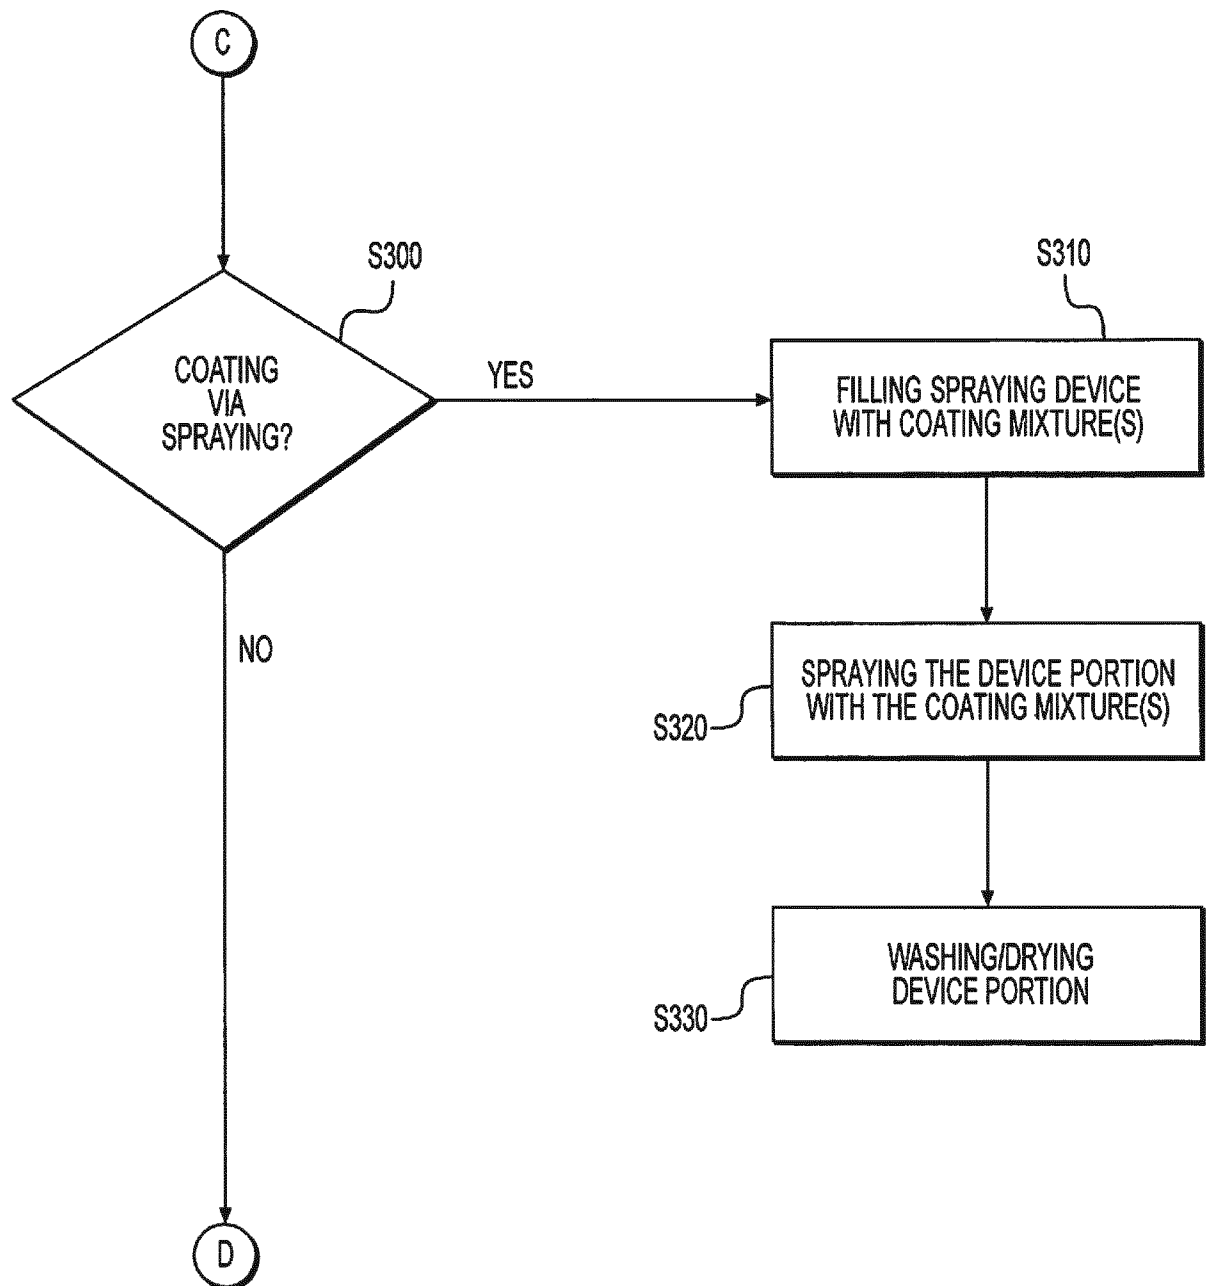 C
S300
COATING
VIA
SPRAYING?
YES
S310
FILLING SPRAYING DEVICE
WITH COATING MIXTURE(S)
NO
SPRAYING THE DEVICE PORTION
WITH THE COATING MIXTURE(S)
S320
WASHING/DRYING
DEVICE PORTION
S330
D